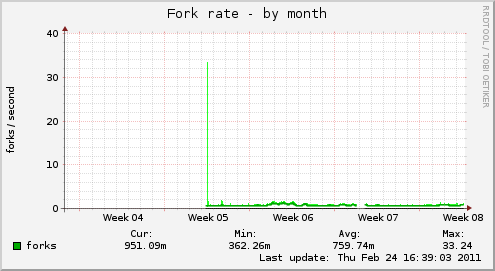 Fork rate - by month
RRDTOOL / TOBI OETIKER
forks / second
40
30
20
10
0
Week 04 Week 05 Week 06 Week 07 Week 08
Cur: Min: Avg: Max:
forks 951.09m 362.26m 759.74m 33.24
Last update: Thu Feb 24 16:39:03 2011